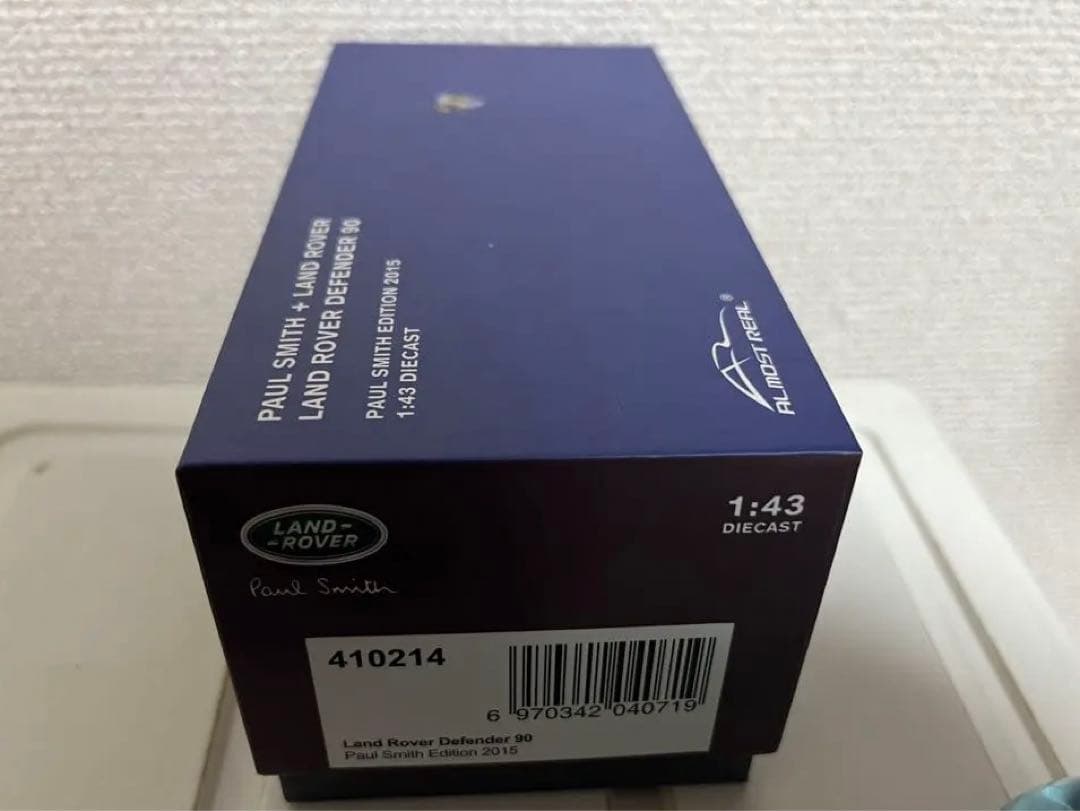 PAUL SMITH + LAND ROVER
LAND ROVER DEFENDER 90
PAUL SMITH EDITION 2015
1:43 DIECAST
ALMOST REAL®
LAND-
-ROVER
Paul Smith
1:43
DIECAST
410214
6 970342 040719
Land Rover Defender 90
Paul Smith Edition 2015